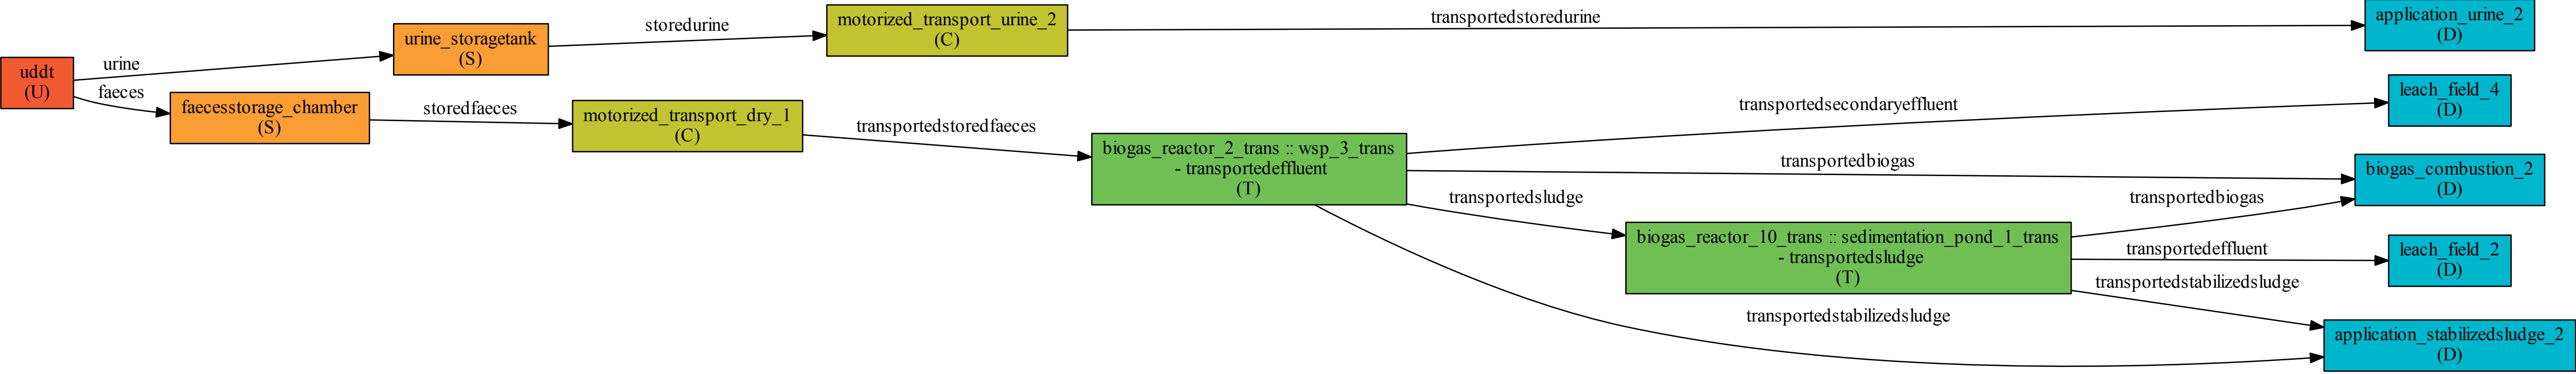 uddt
(U)
urine
faeces
urine_storagetank
(S)
faecesstorage_chamber
(S)
storedurine
storedfaeces
motorized_transport_urine_2
(C)
motorized_transport_dry_1
(C)
transportedstoredurine
transportedstoredfaeces
biogas_reactor_2_trans :: wsp_3_trans
- transportedeffluent
(T)
transportedsecondaryeffluent
transportedbiogas
transportedsludge
transportedstabilizedsludge
biogas_reactor_10_trans :: sedimentation_pond_1_trans
- transportedsludge
(T)
transportedbiogas
transportedeffluent
transportedstabilizedsludge
application_urine_2
(D)
leach_field_4
(D)
biogas_combustion_2
(D)
leach_field_2
(D)
application_stabilizedsludge_2
(D)